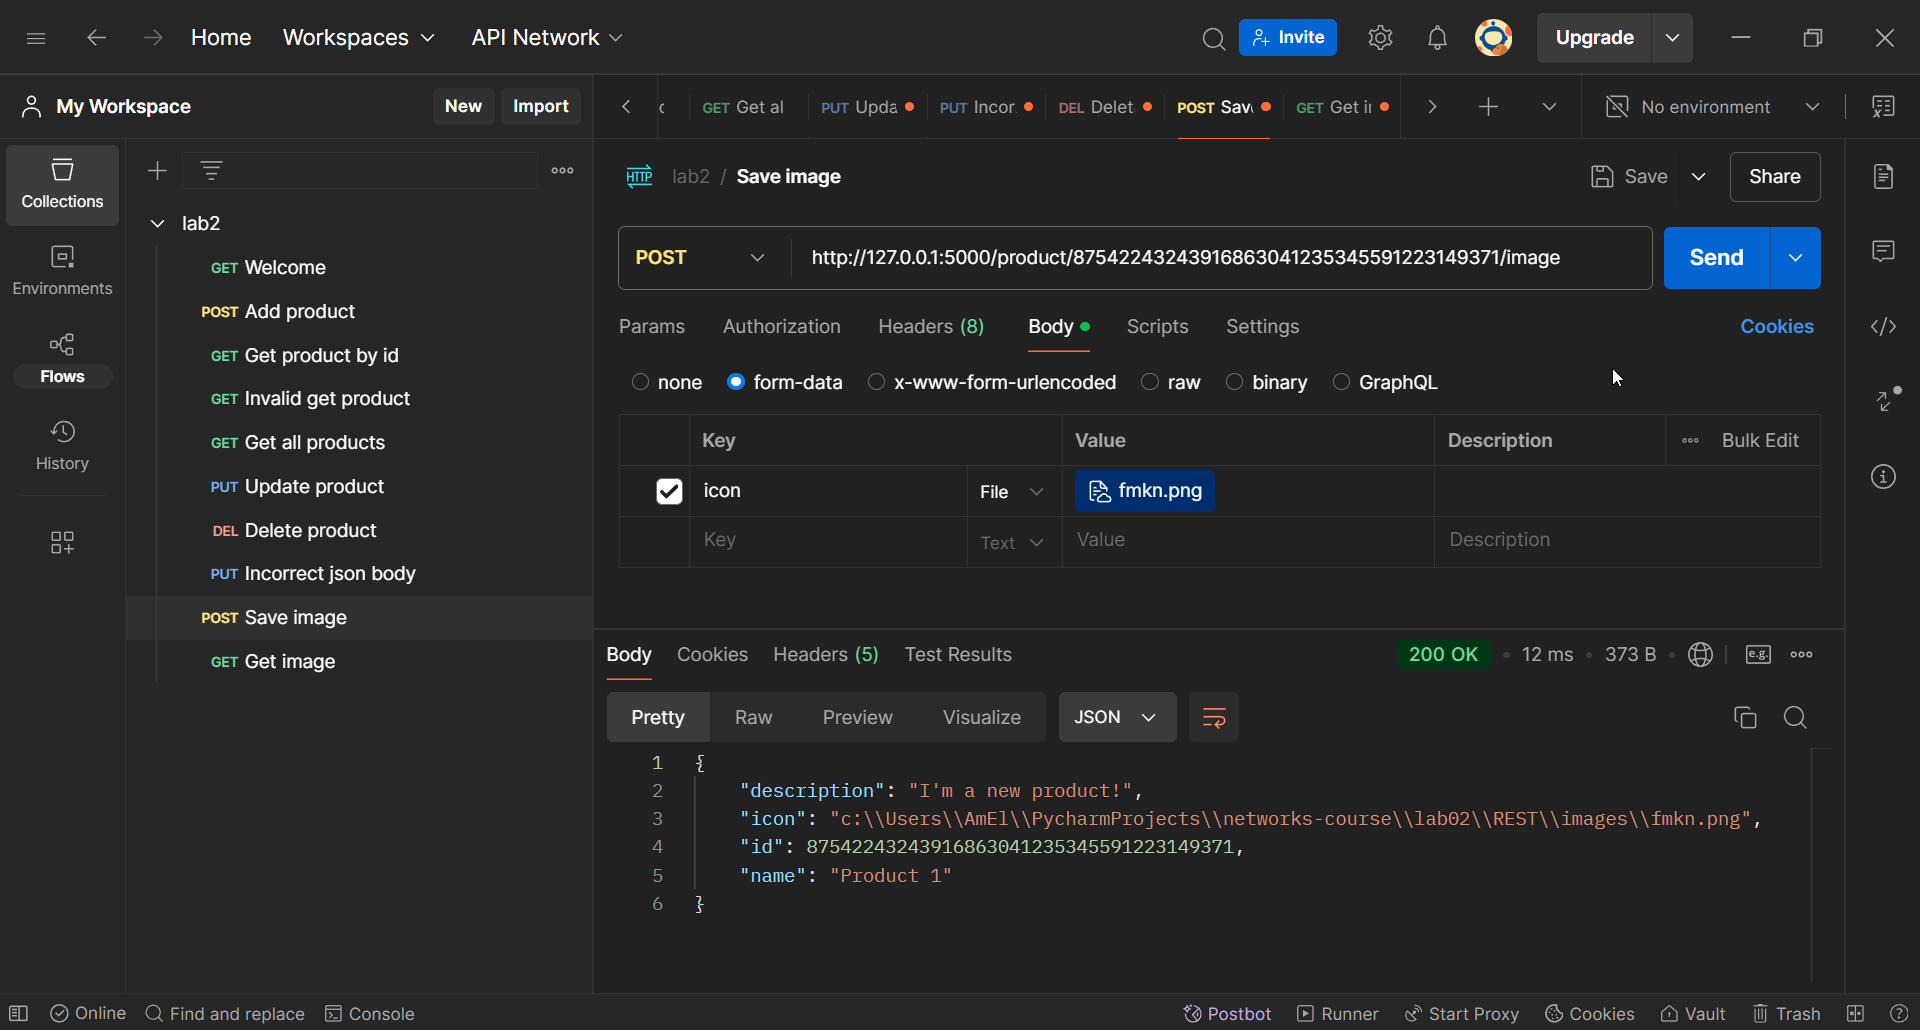 Home Workspaces API Network Invite Upgrade
My Workspace New Import
GET Get al PUT Upda PUT Incor DEL Delet POST Sav GET Get i No environment
Collections
Environments
Flows
History
lab2
GET Welcome
POST Add product
GET Get product by id
GET Invalid get product
GET Get all products
PUT Update product
DEL Delete product
PUT Incorrect json body
POST Save image
GET Get image
HTTP lab2 / Save image Save Share
POST http://127.0.0.1:5000/product/87542243243916863041235345591223149371/image Send
Params Authorization Headers (8) Body Scripts Settings Cookies
none form-data x-www-form-urlencoded raw binary GraphQL
Key Value Description Bulk Edit
icon File fmkn.png
Key Text Value Description
Body Cookies Headers (5) Test Results 200 OK 12 ms 373 B e.g.
Pretty Raw Preview Visualize JSON
1 {
2 "description": "I'm a new product!",
3 "icon": "c:\\Users\\AmEl\\PycharmProjects\\networks-course\\lab02\\REST\\images\\fmkn.png",
4 "id": 87542243243916863041235345591223149371,
5 "name": "Product 1"
6 }
Online Find and replace Console Postbot Runner Start Proxy Cookies Vault Trash